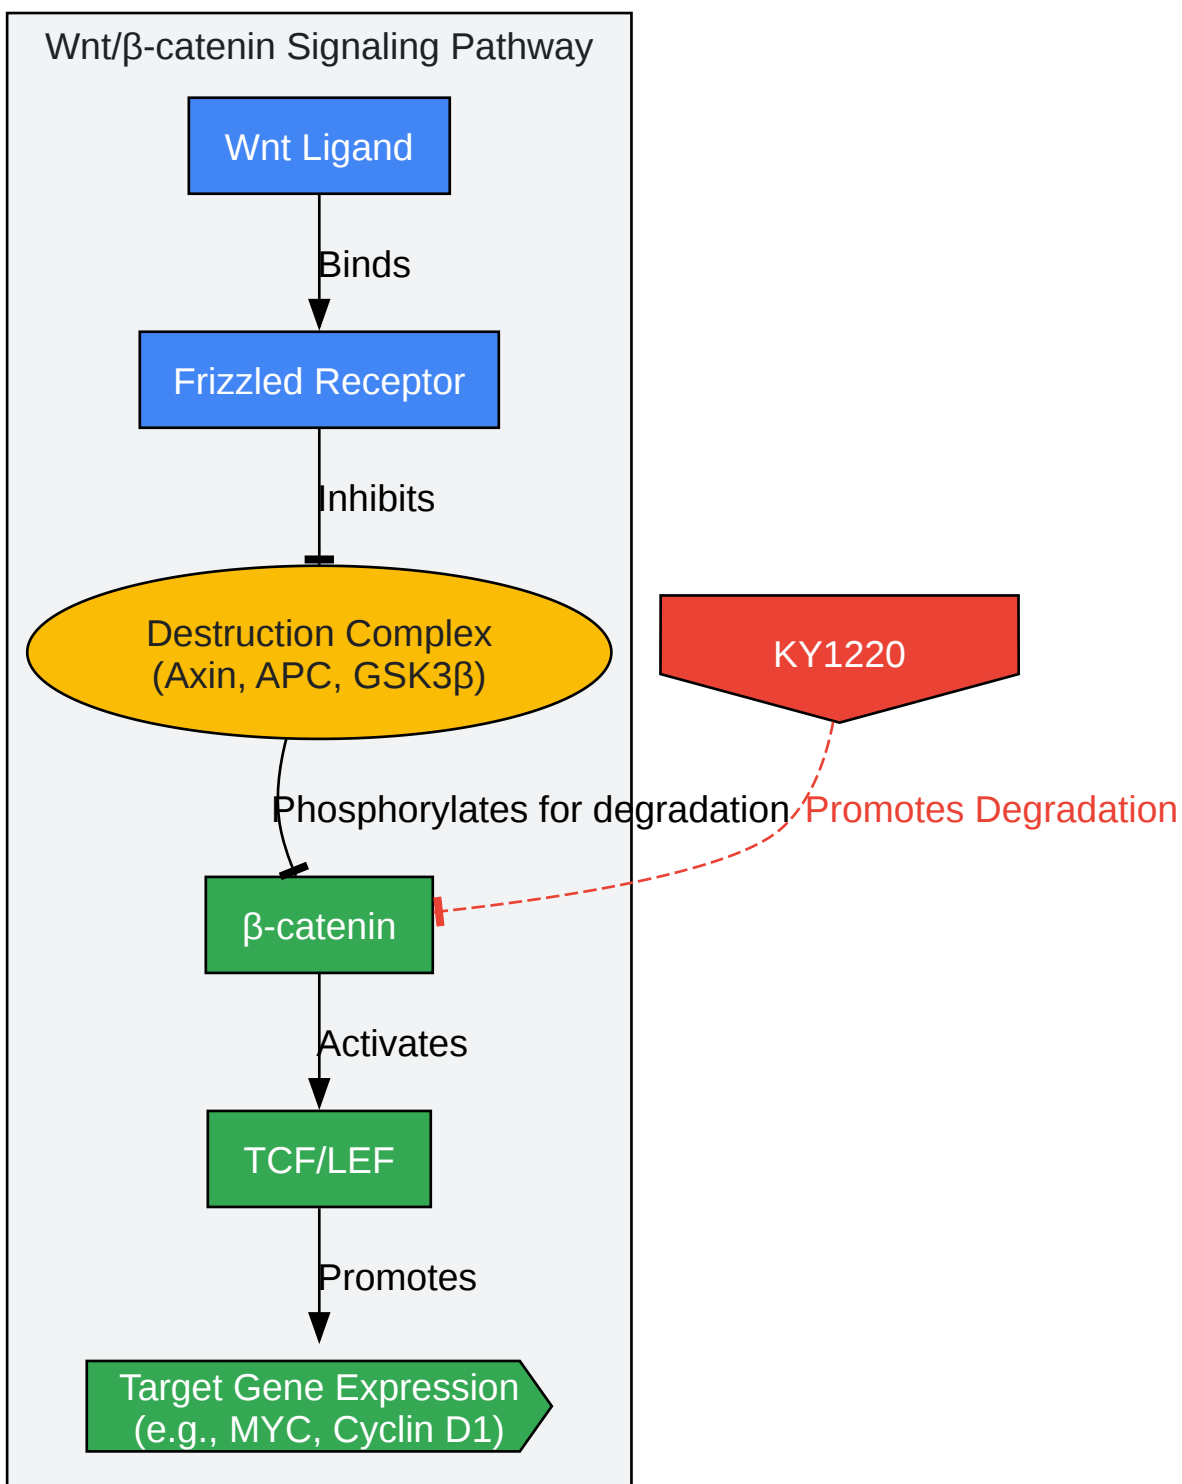 Wnt/β-catenin Signaling Pathway
Wnt Ligand
Binds
Frizzled Receptor
Inhibits
Destruction Complex
(Axin, APC, GSK3β)
KY1220
Phosphorylates for degradation
Promotes Degradation
β-catenin
Activates
TCF/LEF
Promotes
Target Gene Expression
(e.g., MYC, Cyclin D1)